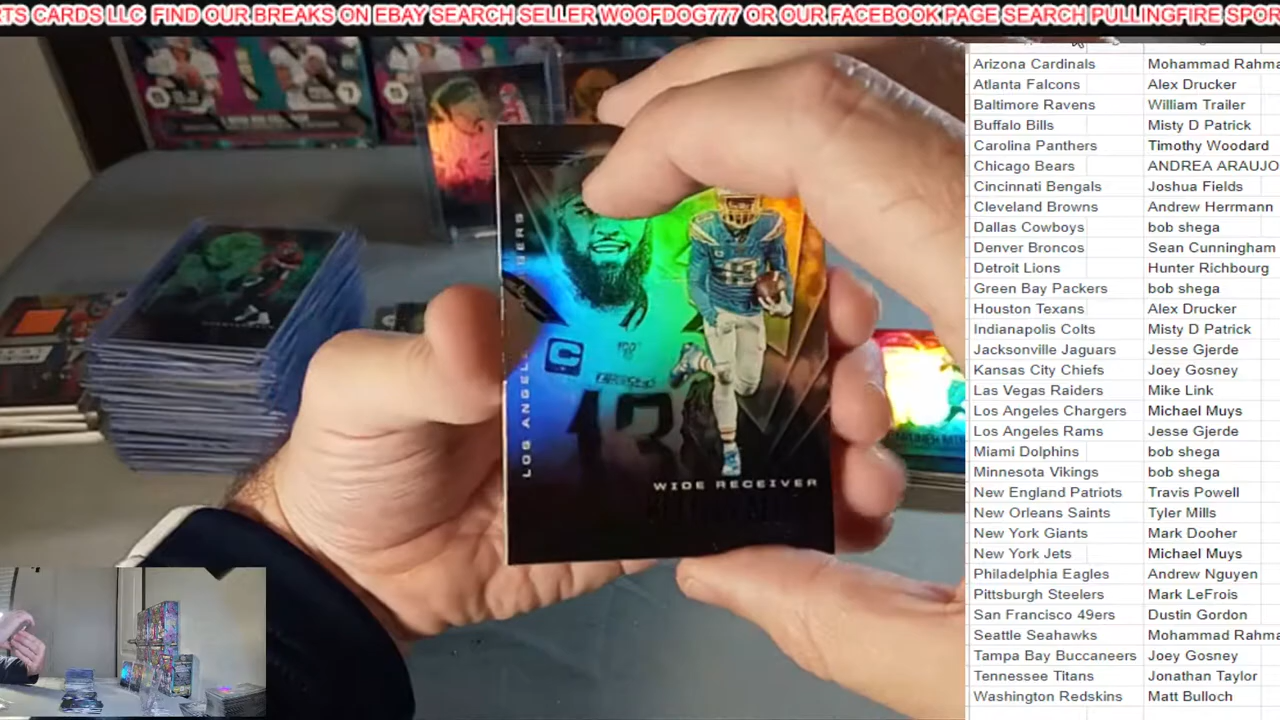 RTS CARDS LLC FIND OUR BREAKS ON EBAY SEARCH SELLER WOOFDOG777 OR OUR FACEBOOK PAGE SEARCH PULLINGFIRE SPOR
LOS ANGEL
C
13
WIDE RECEIVER
Arizona Cardinals Mohammad Rahma
Atlanta Falcons Alex Drucker
Baltimore Ravens William Trailer
Buffalo Bills Misty D Patrick
Carolina Panthers Timothy Woodard
Chicago Bears ANDREA ARAUJO
Cincinnati Bengals Joshua Fields
Cleveland Browns Andrew Herrmann
Dallas Cowboys bob shega
Denver Broncos Sean Cunningham
Detroit Lions Hunter Richbourg
Green Bay Packers bob shega
Houston Texans Alex Drucker
Indianapolis Colts Misty D Patrick
Jacksonville Jaguars Jesse Gjerde
Kansas City Chiefs Joey Gosney
Las Vegas Raiders Mike Link
Los Angeles Chargers Michael Muys
Los Angeles Rams Jesse Gjerde
Miami Dolphins bob shega
Minnesota Vikings bob shega
New England Patriots Travis Powell
New Orleans Saints Tyler Mills
New York Giants Mark Dooher
New York Jets Michael Muys
Philadelphia Eagles Andrew Nguyen
Pittsburgh Steelers Mark LeFrois
San Francisco 49ers Dustin Gordon
Seattle Seahawks Mohammad Rahma
Tampa Bay Buccaneers Joey Gosney
Tennessee Titans Jonathan Taylor
Washington Redskins Matt Bulloch